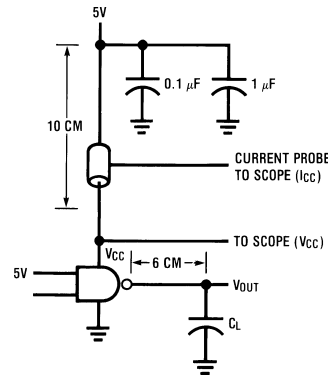 5V
0.1 μF
1 μF
10 CM
CURRENT PROBE
TO SCOPE (ICC)
TO SCOPE (VCC)
VCC
6 CM
5V
VOUT
CL